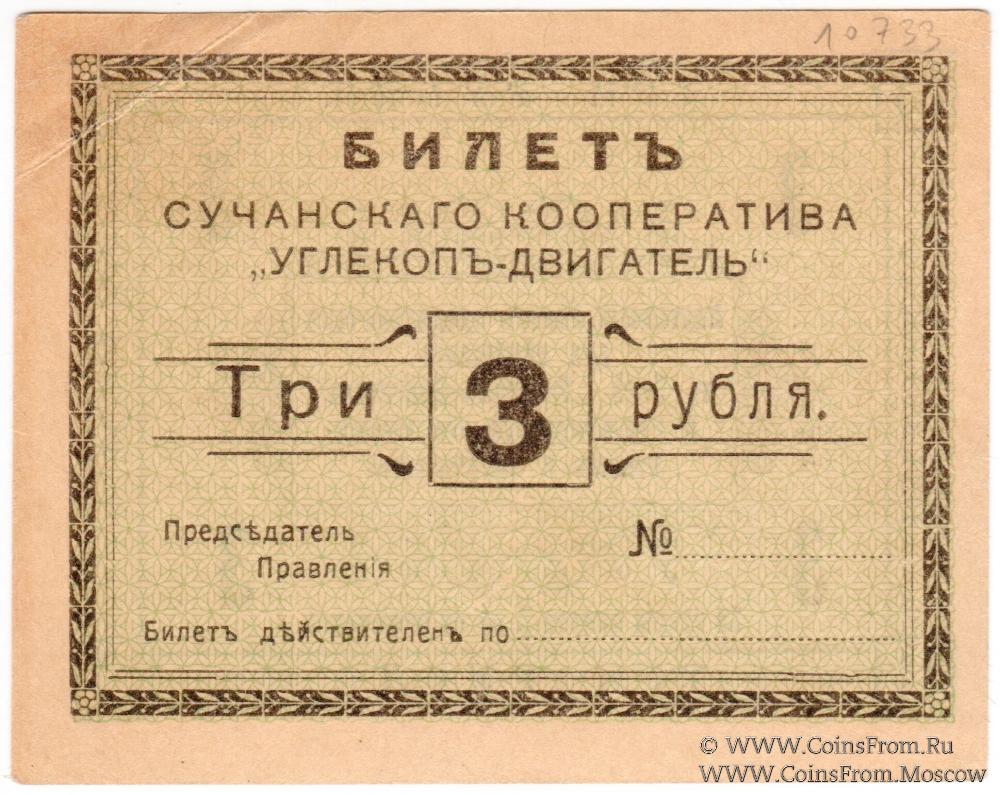 10733
БИЛЕТЪ
СУЧАНСКАГО КООПЕРАТИВА
„УГЛЕКОПЪ-ДВИГАТЕЛЬ“
Три 3 рубля.
Предсѣдатель № 
Правленія
Билетъ дѣйствителенъ по
© WWW.CoinsFrom.Ru
WWW.CoinsFrom.Moscow